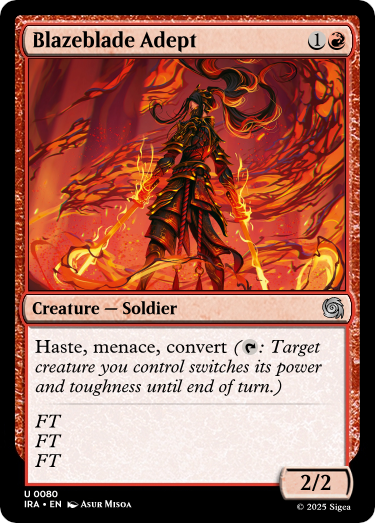 Blazeblade Adept 1
Creature — Soldier
Haste, menace, convert (: Target
creature you control switches its power
and toughness until end of turn.)
FT
FT
FT
2/2
U 0080
IRA • EN Asur Misoa
© 2025 Sigea